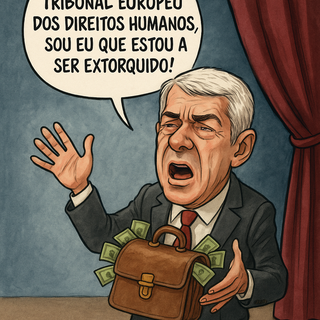 TRIBUNAL EUROPEU
DOS DIREITOS HUMANOS,
SOU EU QUE ESTOU A
SER EXTORQUIDO!